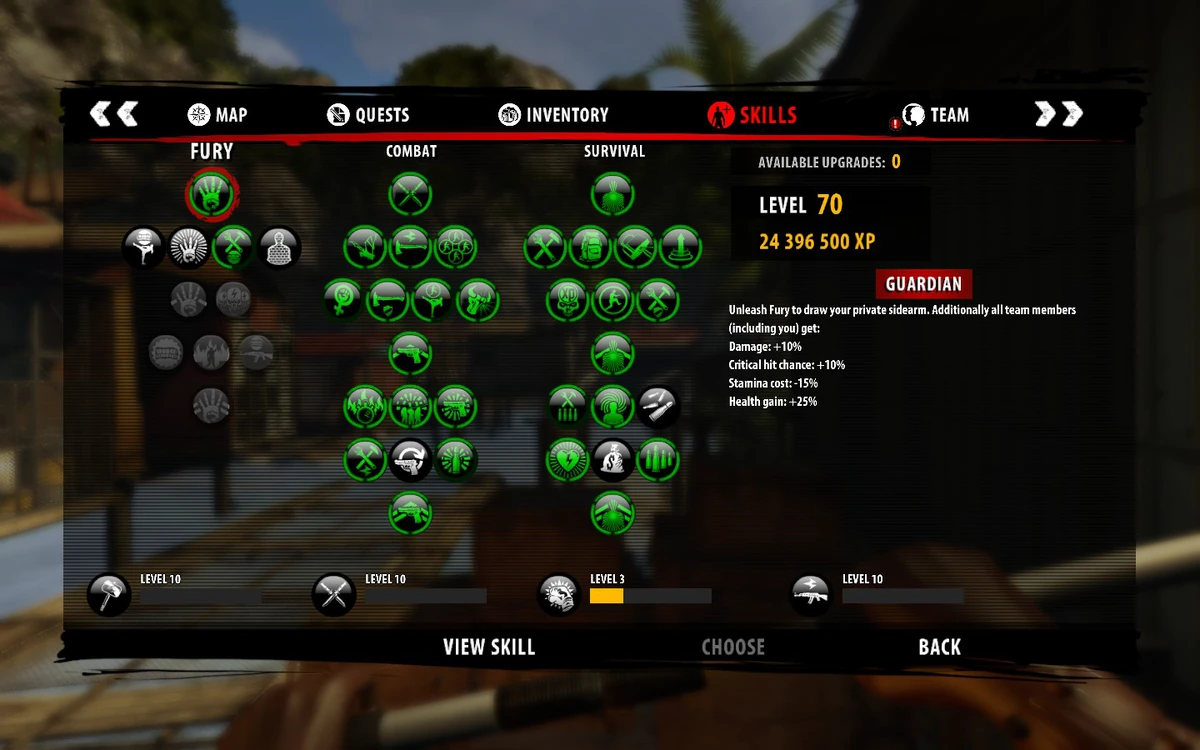 MAP
QUESTS
INVENTORY
SKILLS
TEAM
FURY
COMBAT
SURVIVAL
AVAILABLE UPGRADES: 0
LEVEL 70
24 396 500 XP
GUARDIAN
Unleash Fury to draw your private sidearm. Additionally all team members
(including you) get:
Damage: +10%
Critical hit chance: +10%
Stamina cost: -15%
Health gain: +25%
LEVEL 10
LEVEL 10
LEVEL 3
LEVEL 10
VIEW SKILL
CHOOSE
BACK